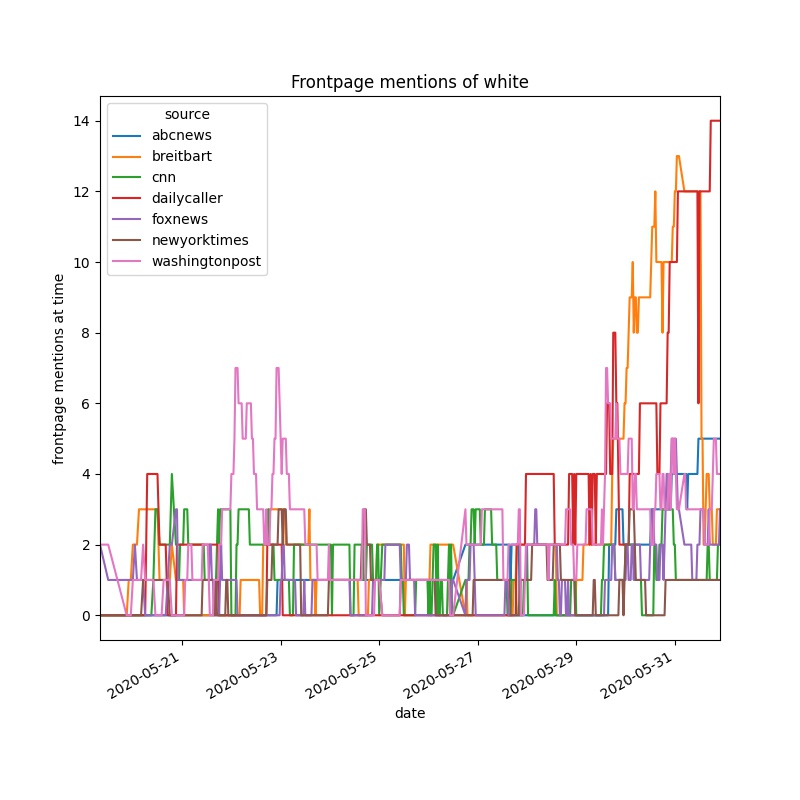 Frontpage mentions of white
source
abcnews
breitbart
cnn
dailycaller
foxnews
newyorktimes
washingtonpost
frontpage mentions at time
14
12
10
8
6
4
2
0
2020-05-21
2020-05-23
2020-05-25
2020-05-27
2020-05-29
2020-05-31
date